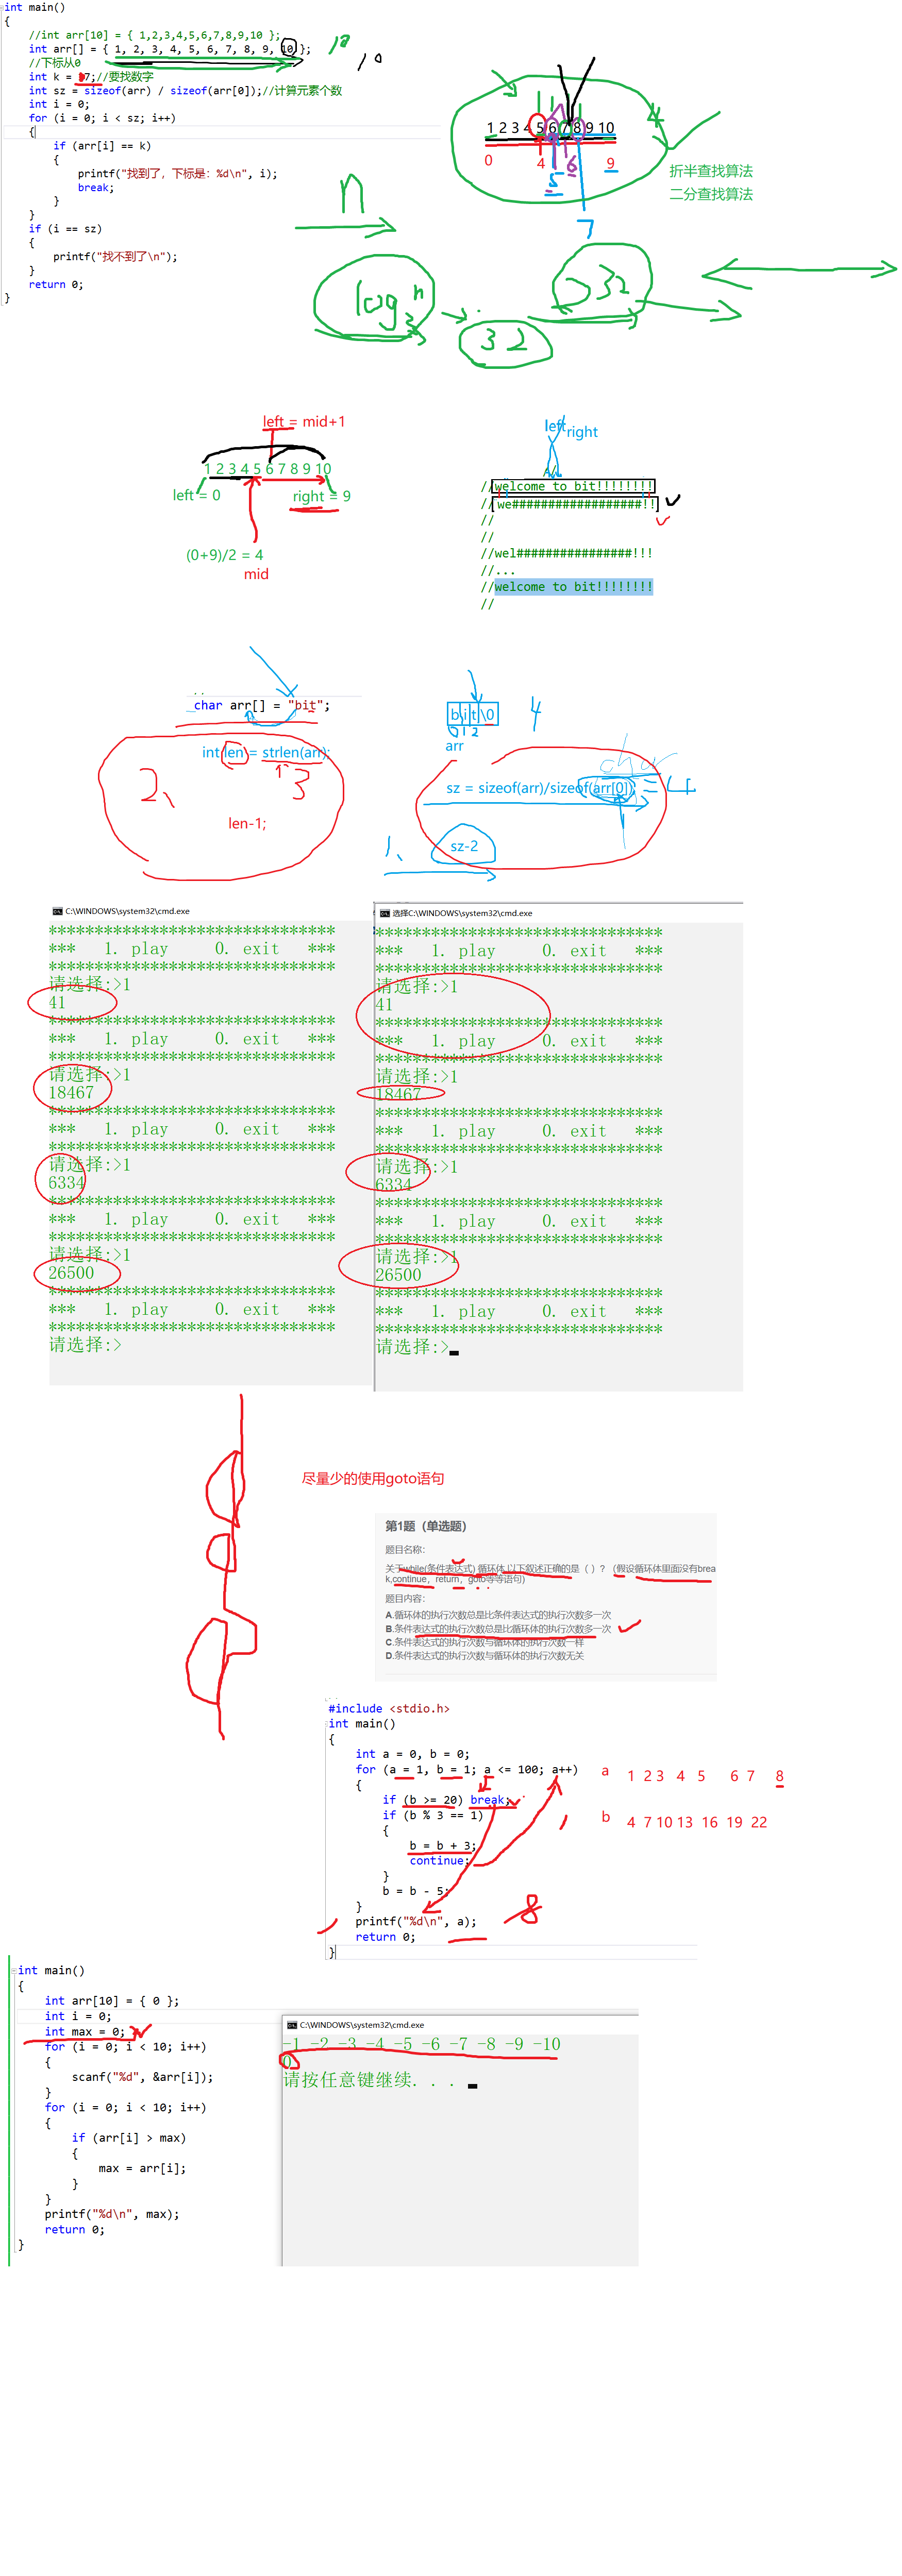 int main()
{
//int arr[10] = { 1,2,3,4,5,6,7,8,9,10 };
int arr[] = { 1, 2, 3, 4, 5, 6, 7, 8, 9, 10 };
//下标从0
int k = 17;//要找数字
int sz = sizeof(arr) / sizeof(arr[0]);//计算元素个数
int i = 0;
for (i = 0; i < sz; i++)
{
if (arr[i] == k)
{
printf("找到了，下标是：%d\n", i);
break;
}
}
if (i == sz)
{
printf("找不到了\n");
}
return 0;
}
10
10
1 2 3 4 5 6 7 8 9 10
0 4 5 6 9
7
4
折半查找算法
二分查找算法
n
log 2 n
2 32
32
left = mid+1
1 2 3 4 5 6 7 8 9 10
left = 0
right = 9
(0+9)/2 = 4
mid
left
right
//
//welcome to bit!!!!!!!!
//we##################!!
//
//
//wel################!!!
//...
//welcome to bit!!!!!!!!
//
char arr[] = "bit";
int len = strlen(arr);
2、
3
len-1;
b i t \0
4
0 1 2
arr
char
sz = sizeof(arr)/sizeof(arr[0]); = 4
1、
sz-2
C:\WINDOWS\system32\cmd.exe
*******************************
*** 1. play 0. exit ***
*******************************
请选择:>1
41
*******************************
*** 1. play 0. exit ***
*******************************
请选择:>1
18467
*******************************
*** 1. play 0. exit ***
*******************************
请选择:>1
6334
*******************************
*** 1. play 0. exit ***
*******************************
请选择:>1
26500
*******************************
*** 1. play 0. exit ***
*******************************
请选择:>
选择C:\WINDOWS\system32\cmd.exe
*******************************
*** 1. play 0. exit ***
*******************************
请选择:>1
41
*******************************
*** 1. play 0. exit ***
*******************************
请选择:>1
18467
*******************************
*** 1. play 0. exit ***
*******************************
请选择:>1
6334
*******************************
*** 1. play 0. exit ***
*******************************
请选择:>1
26500
*******************************
*** 1. play 0. exit ***
*******************************
请选择:>
尽量少的使用goto语句
第1题（单选题）
题目名称：
关于while(条件表达式) 循环体,以下叙述正确的是（ ）？（假设循环体里面没有brea
k,continue，return，goto等等语句）
题目内容：
A.循环体的执行次数总是比条件表达式的执行次数多一次
B.条件表达式的执行次数总是比循环体的执行次数多一次
C.条件表达式的执行次数与循环体的执行次数一样
D.条件表达式的执行次数与循环体的执行次数无关
#include <stdio.h>
int main()
{
int a = 0, b = 0;
for (a = 1, b = 1; a <= 100; a++)
{
if (b >= 20) break;
if (b % 3 == 1)
{
b = b + 3;
continue;
}
b = b - 5;
}
printf("%d\n", a);
return 0;
}
a 1 2 3 4 5 6 7 8
b 4 7 10 13 16 19 22
8
int main()
{
int arr[10] = { 0 };
int i = 0;
int max = 0;
for (i = 0; i < 10; i++)
{
scanf("%d", &arr[i]);
}
for (i = 0; i < 10; i++)
{
if (arr[i] > max)
{
max = arr[i];
}
}
printf("%d\n", max);
return 0;
}
C:\WINDOWS\system32\cmd.exe
-1 -2 -3 -4 -5 -6 -7 -8 -9 -10
0
请按任意键继续. . .